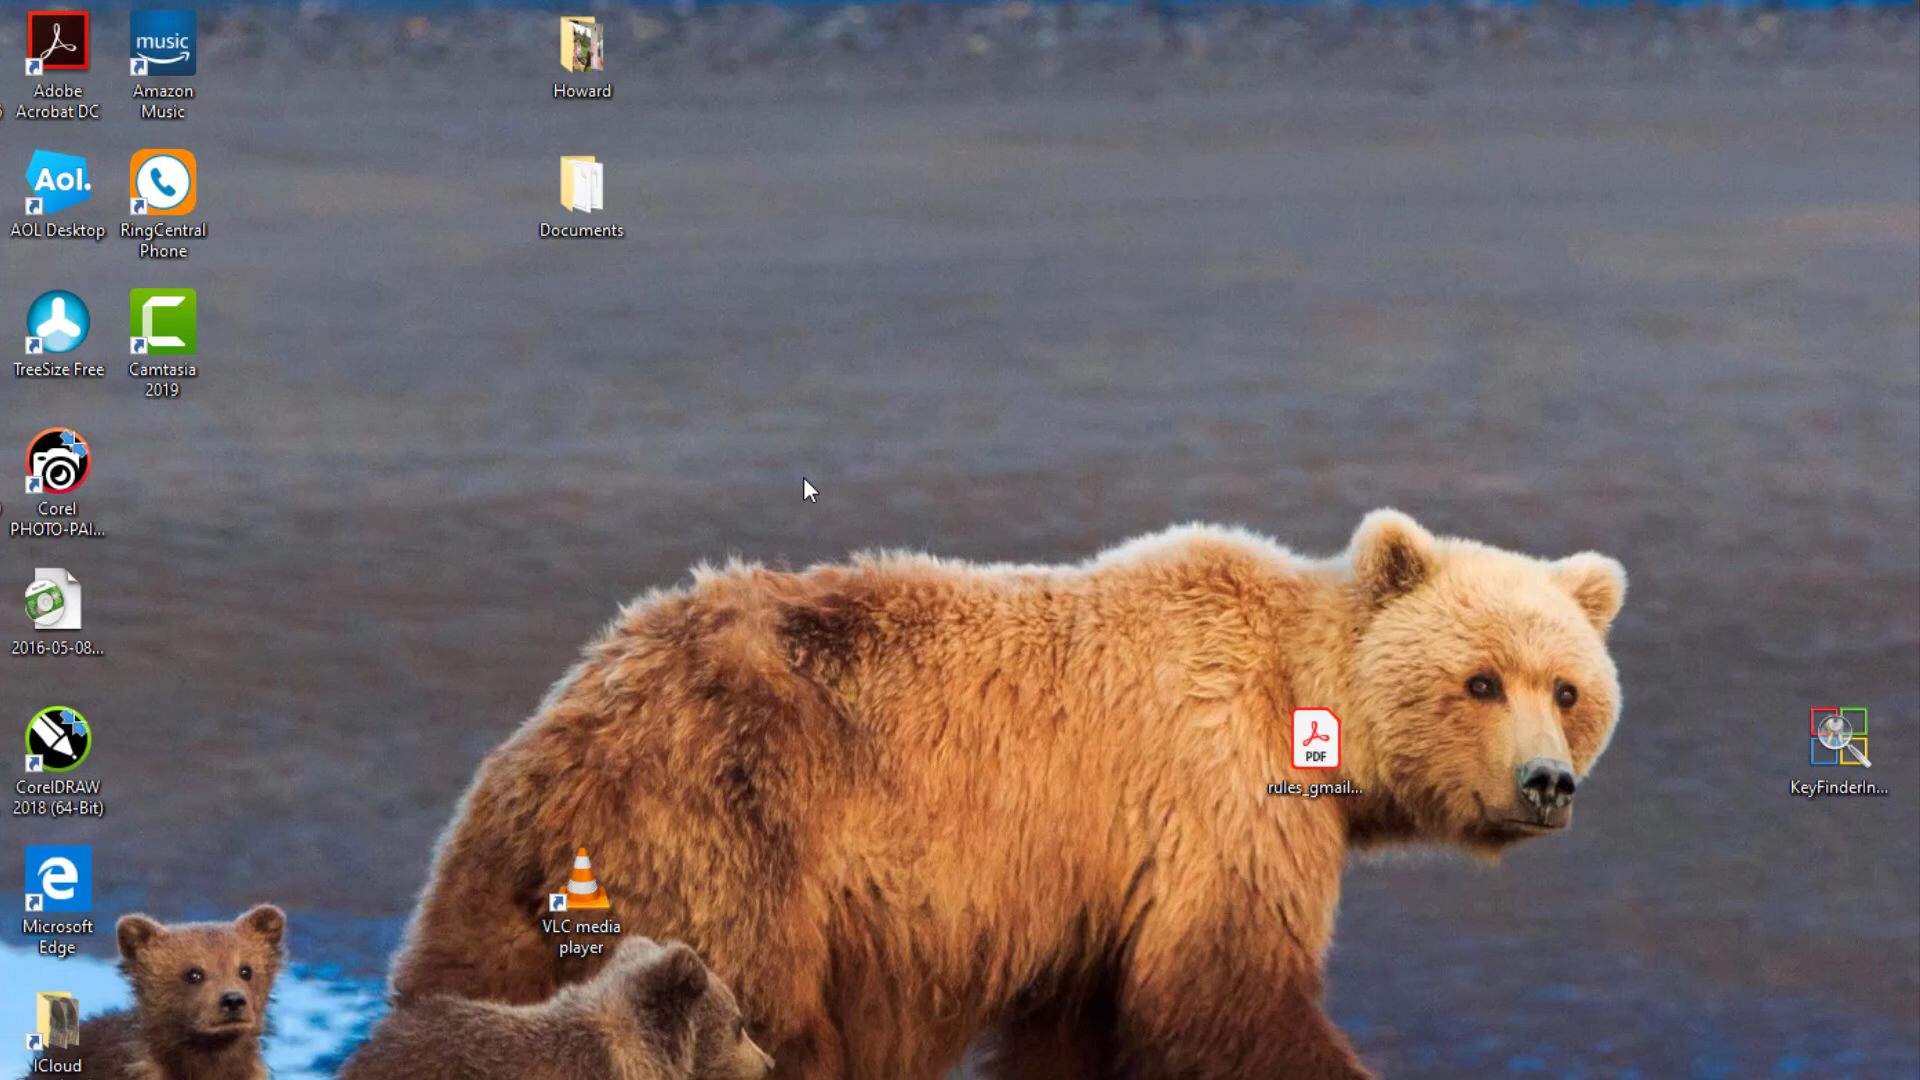 Adobe
Acrobat DC
music
Amazon
Music
Howard
Aol.
AOL Desktop
RingCentral
Phone
Documents
TreeSize Free
Camtasia
2019
Corel
PHOTO-PAI...
2016-05-08...
CorelDRAW
2018 (64-Bit)
PDF
rules_gmail...
KeyFinderIn...
Microsoft
Edge
VLC media
player
iCloud